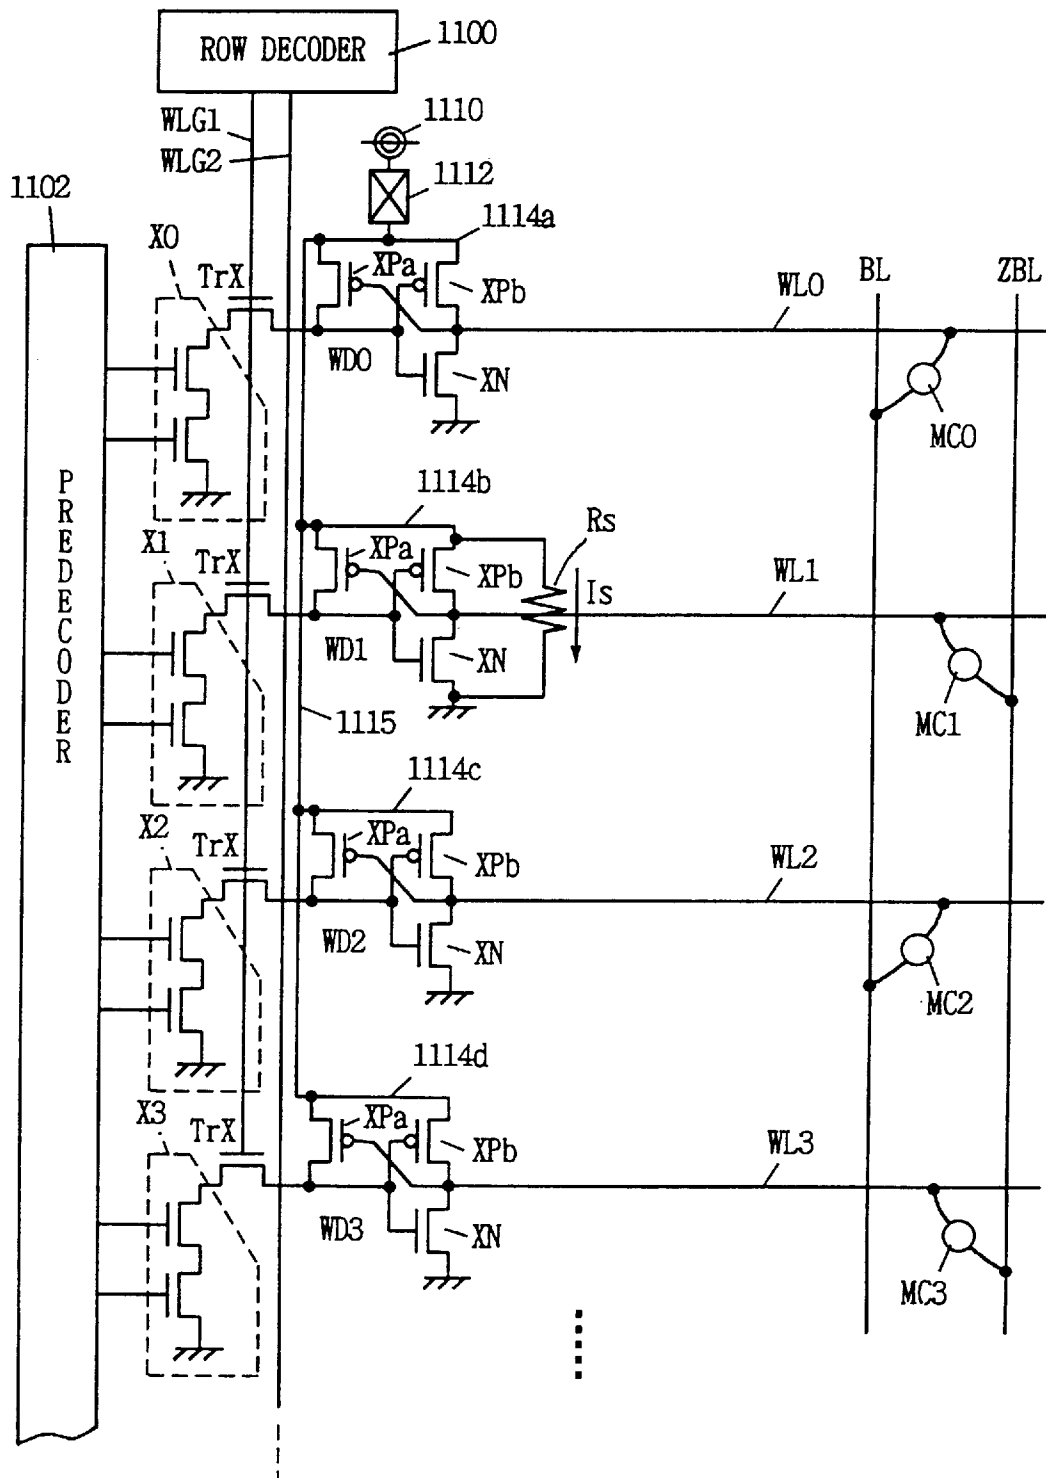 ROW DECODER
1100
WLG1
1110
WLG2
1112
1102
1114a
X0
TrX
XPa
XPb
WL0
BL
ZBL
WD0
XN
MC0
PREDECODER
1114b
Rs
X1
TrX
XPa
XPb
Is
WL1
WD1
XN
1115
MC1
1114c
X2
TrX
XPa
XPb
WL2
WD2
XN
MC2
1114d
X3
TrX
XPa
XPb
WL3
WD3
XN
MC3